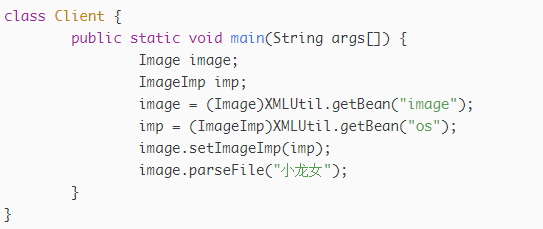 class Client {
        public static void main(String args[]) {
                Image image;
                ImageImp imp;
                image = (Image)XMLUtil.getBean("image");
                imp = (ImageImp)XMLUtil.getBean("os");
                image.setImageImp(imp);
                image.parseFile("小龙女");
        }
}